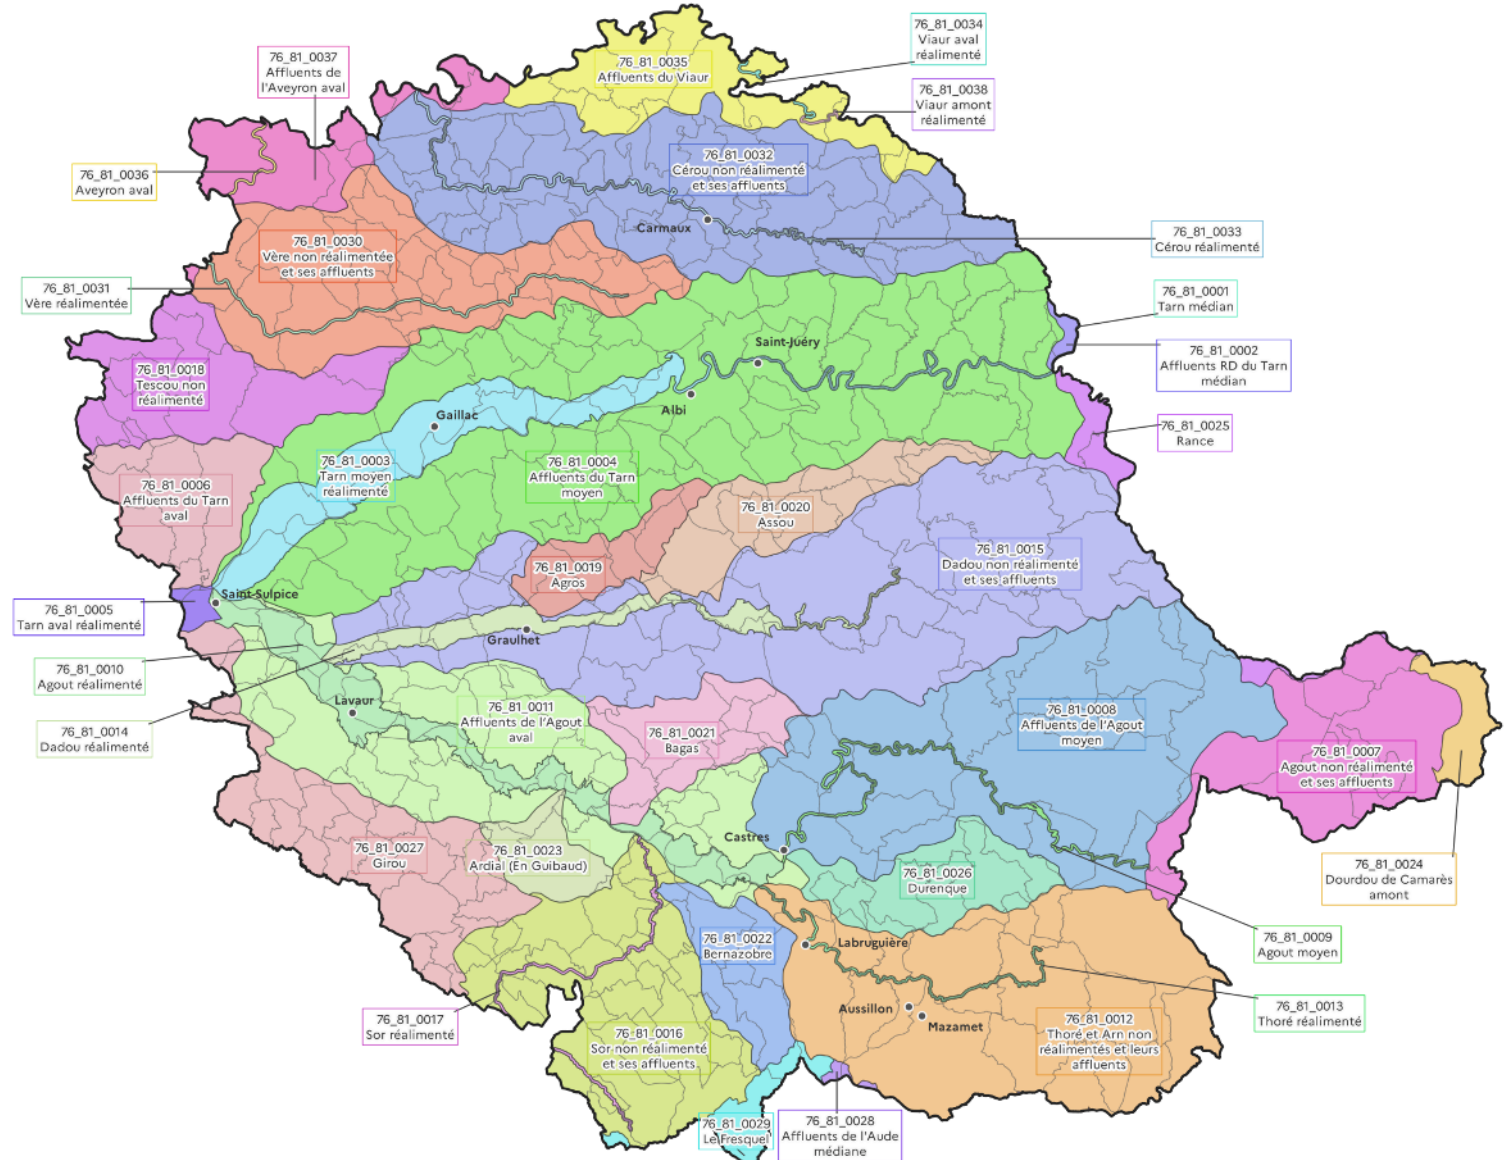 76_81_0034
Viaur aval
réalimenté
76_81_0037
Affluents de
l'Aveyron aval
76_81_0035
Affluents du Viaur
76_81_0038
Viaur amont
réalimenté
76_81_0036
Aveyron aval
76_81_0032
Cérou non réalimenté
et ses affluents
Carmaux
76_81_0033
Cérou réalimenté
76_81_0030
Vère non réalimentée
et ses affluents
76_81_0031
Vère réalimentée
76_81_0001
Tarn médian
76_81_0002
Affluents RD du Tarn
médian
Saint-Juéry
76_81_0018
Tescou non
réalimenté
Albi
Gaillac
76_81_0025
Rance
76_81_0003
Tarn moyen
réalimenté
76_81_0004
Affluents du Tarn
moyen
76_81_0006
Affluents du Tarn
aval
76_81_0020
Assou
76_81_0015
Dadou non réalimenté
et ses affluents
76_81_0019
Agros
Saint-Sulpice
76_81_0005
Tarn aval réalimenté
Graulhet
76_81_0010
Agout réalimenté
Lavaur
76_81_0011
Affluents de l'Agout
aval
76_81_0008
Affluents de l'Agout
moyen
76_81_0014
Dadou réalimenté
76_81_0021
Bagas
76_81_0007
Agout non réalimenté
et ses affluents
Castres
76_81_0027
Girou
76_81_0023
Ardial (En Guibaud)
76_81_0026
Durenque
76_81_0024
Dourdou de Camarès
amont
76_81_0022
Bernazobre
Labruguière
76_81_0009
Agout moyen
76_81_0013
Thoré réalimenté
Aussillon
Mazamet
76_81_0017
Sor réalimenté
76_81_0016
Sor non réalimenté
et ses affluents
76_81_0012
Thoré et Arn non
réalimentés et leurs
affluents
76_81_0029
Le Fresquel
76_81_0028
Affluents de l'Aude
médiane